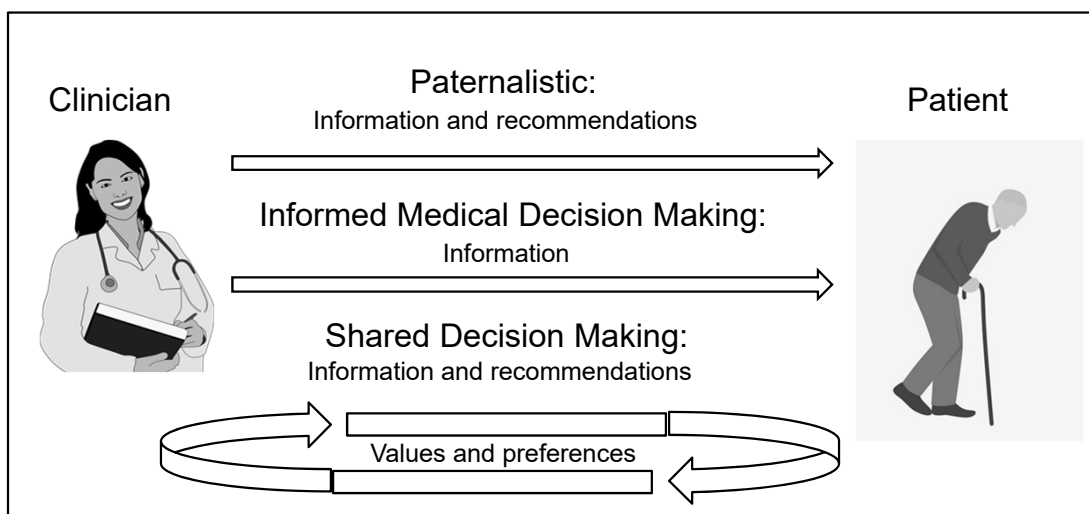 Clinician
Paternalistic:
Information and recommendations
Patient
Informed Medical Decision Making:
Information
Shared Decision Making:
Information and recommendations
Values and preferences